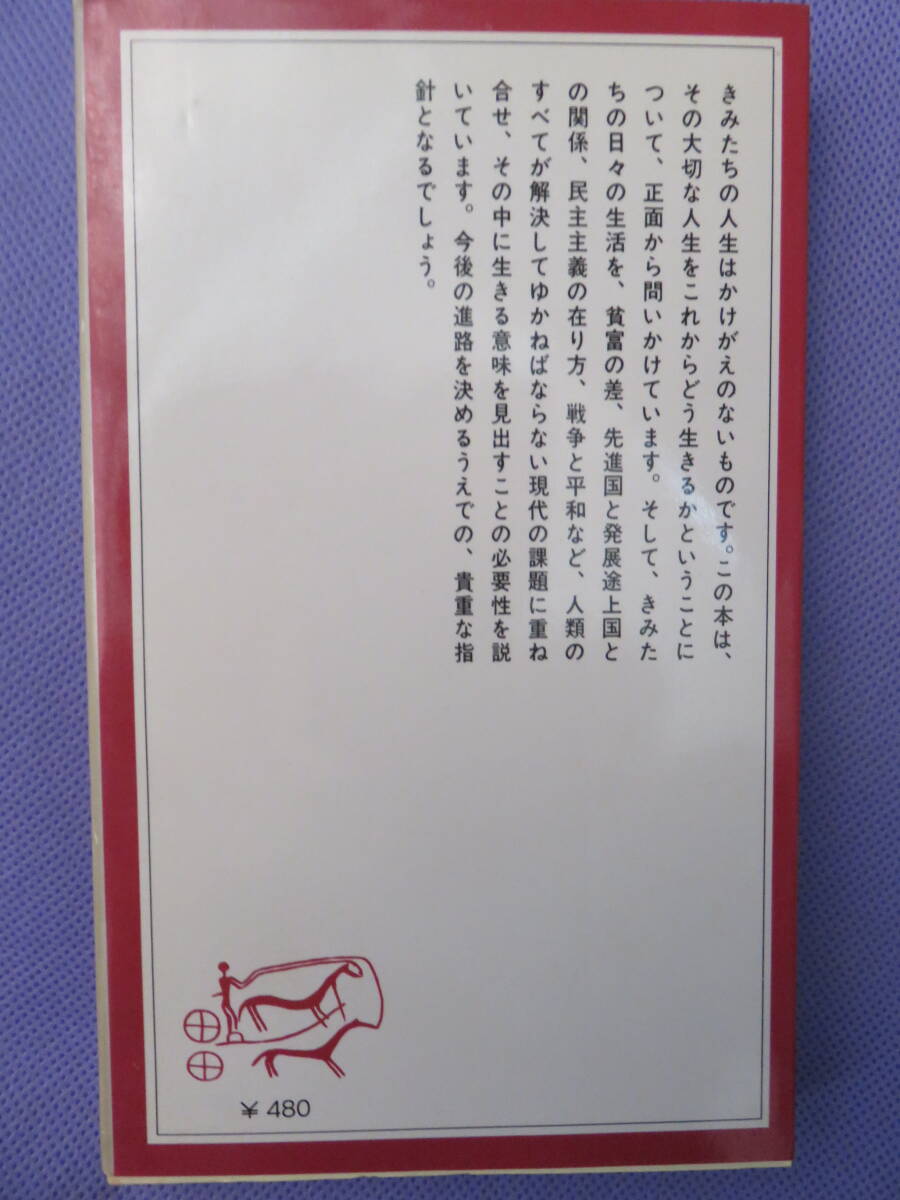 きみたちの人生はかけがえのないものです。この本は、
その大切な人生をこれからどう生きるかということに
ついて、正面から問いかけています。そして、きみた
ちの日々の生活を、貧富の差、先進国と発展途上国と
の関係、民主主義の在り方、戦争と平和など、人類の
すべてが解決してゆかねばならない現代の課題に重ね
合せ、その中に生きる意味を見出すことの必要性を説
いています。今後の進路を決めるうえでの、貴重な指
針となるでしょう。
¥480